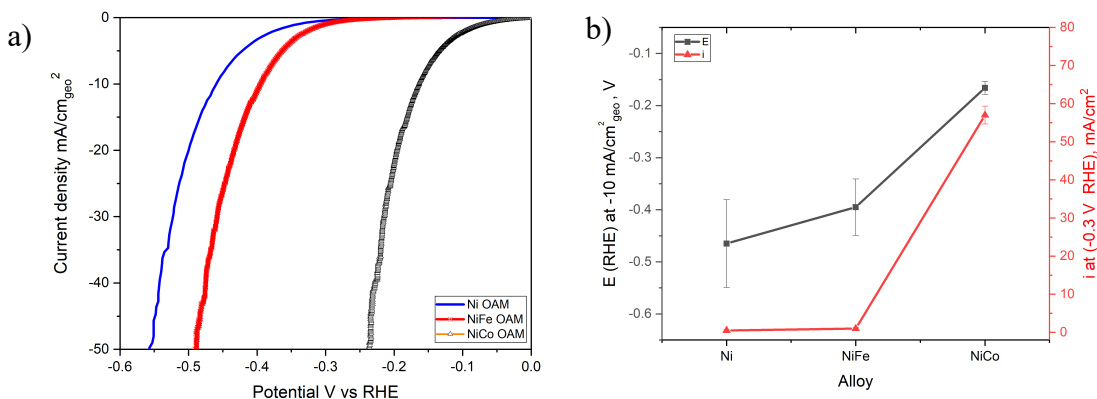 a)
0
-10
-20
-30
-40
-50
Current density mA/cm_geo^2
-0.6
-0.5
-0.4
-0.3
-0.2
-0.1
0.0
Potential V vs RHE
Ni OAM
NiFe OAM
NiCo OAM
b)
E
i
-0.1
-0.2
-0.3
-0.4
-0.5
-0.6
E (RHE) at -10 mA/cm^2_geo , V
Ni
NiFe
NiCo
Alloy
80
70
60
50
40
30
20
10
0
i at (-0.3 V RHE), mA/cm^2